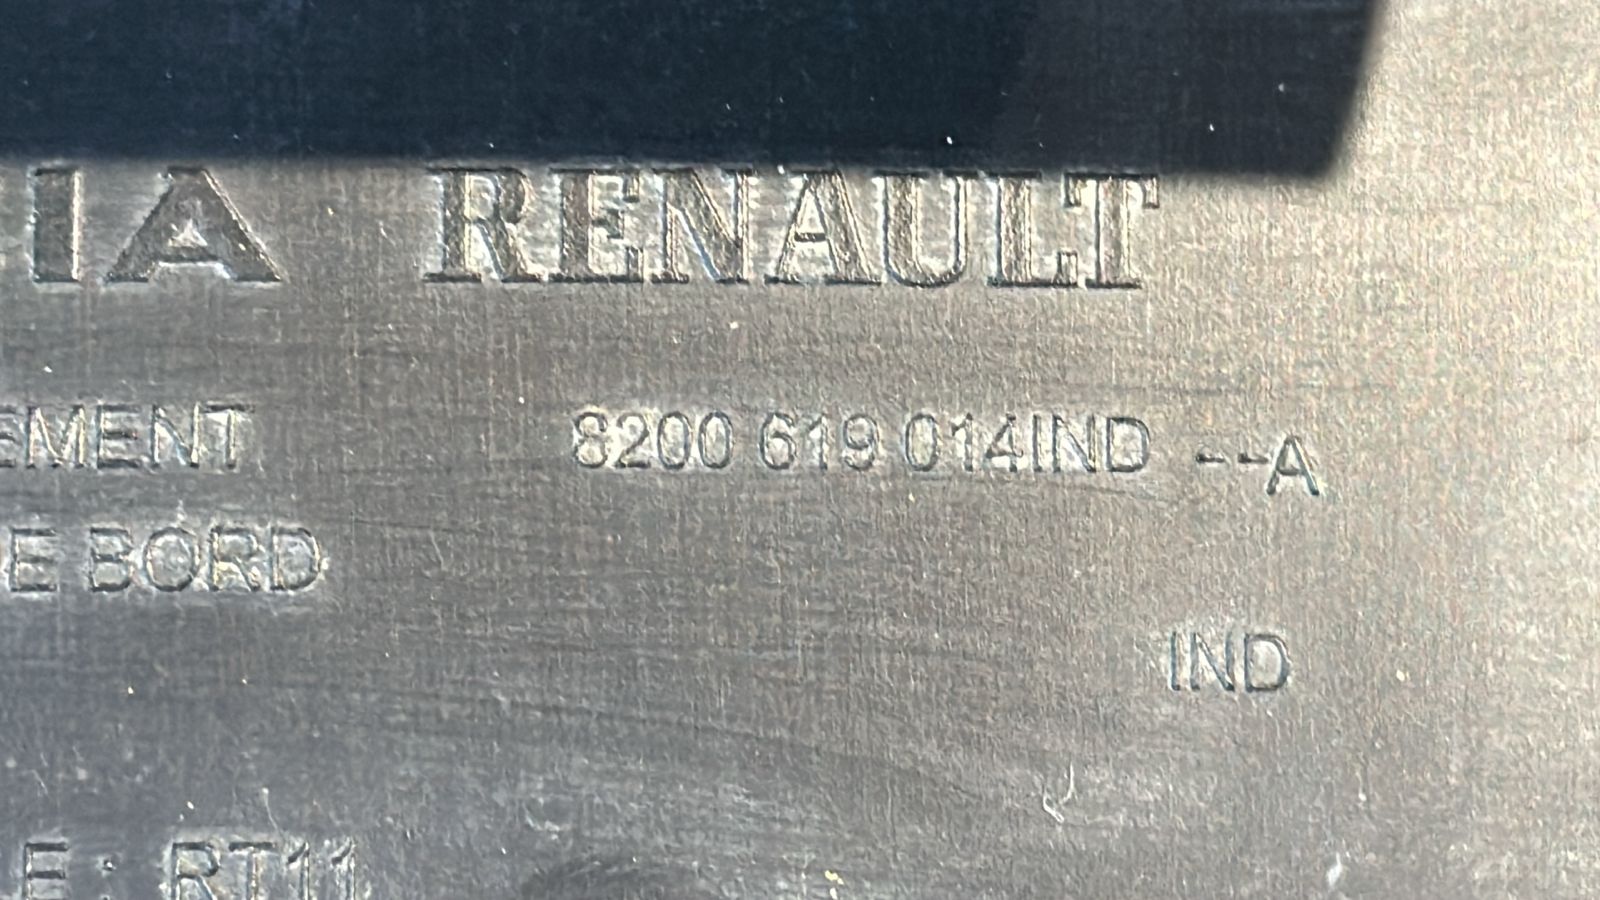 IA RENAULT
EMENT 8200 619 014IND --A
E BORD
IND
E: RT11